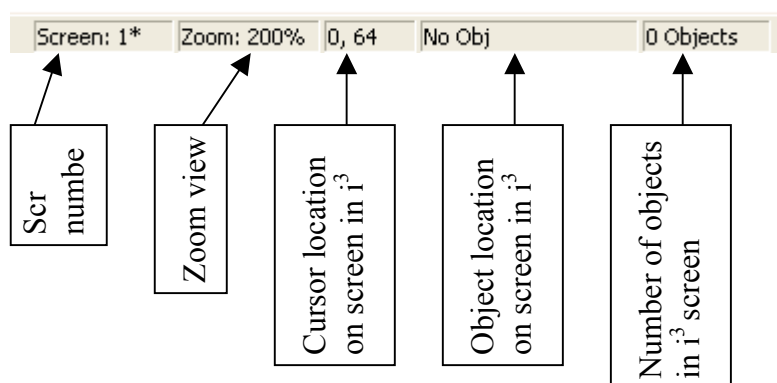 Screen: 1* Zoom: 200% 0, 64 No Obj 0 Objects
Scr
numbe
Zoom view
Cursor location
on screen in i³
Object location
on screen in i³
Number of objects
in i³ screen